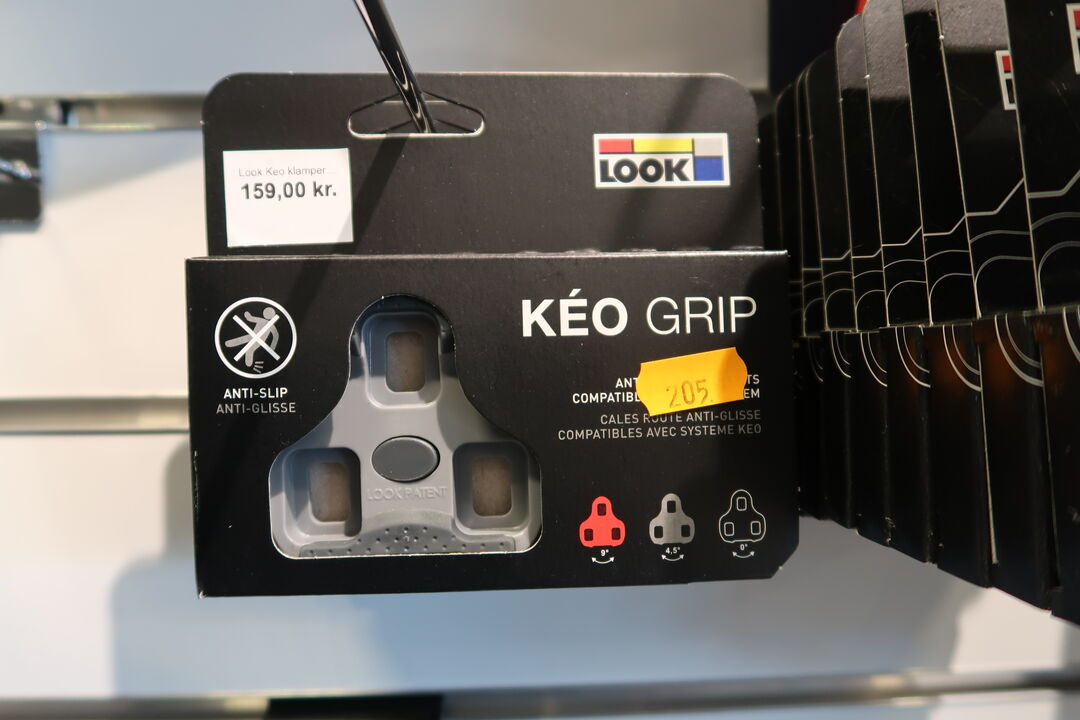 Look Keo klamper...
159,00 kr.
LOOK
KÉO GRIP
ANTI-SLIP
ANTI-GLISSE
205.
CALES ROUTE ANTI-GLISSE
COMPATIBLES AVEC SYSTEME KEO
LOOK PATENT
9°
4,5°
0°